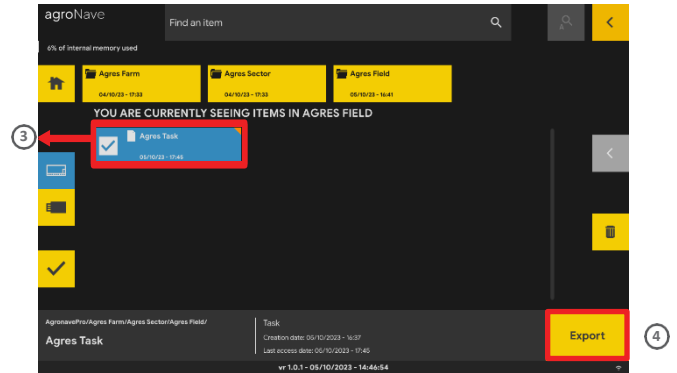 agroNave
Find an item
6% of internal memory used
Agres Farm
04/10/23 - 17:33
Agres Sector
04/10/23 - 17:33
Agres Field
05/10/23 - 16:41
YOU ARE CURRENTLY SEEING ITEMS IN AGRES FIELD
3
Agres Task
05/10/23 - 17:45
AgronavePro/Agres Farm/Agres Sector/Agres Field/
Agres Task
Task
Creation date: 05/10/2023 - 16:37
Last access date: 05/10/2023 - 17:45
Export
4
vr 1.0.1 - 05/10/2023 - 14:46:54